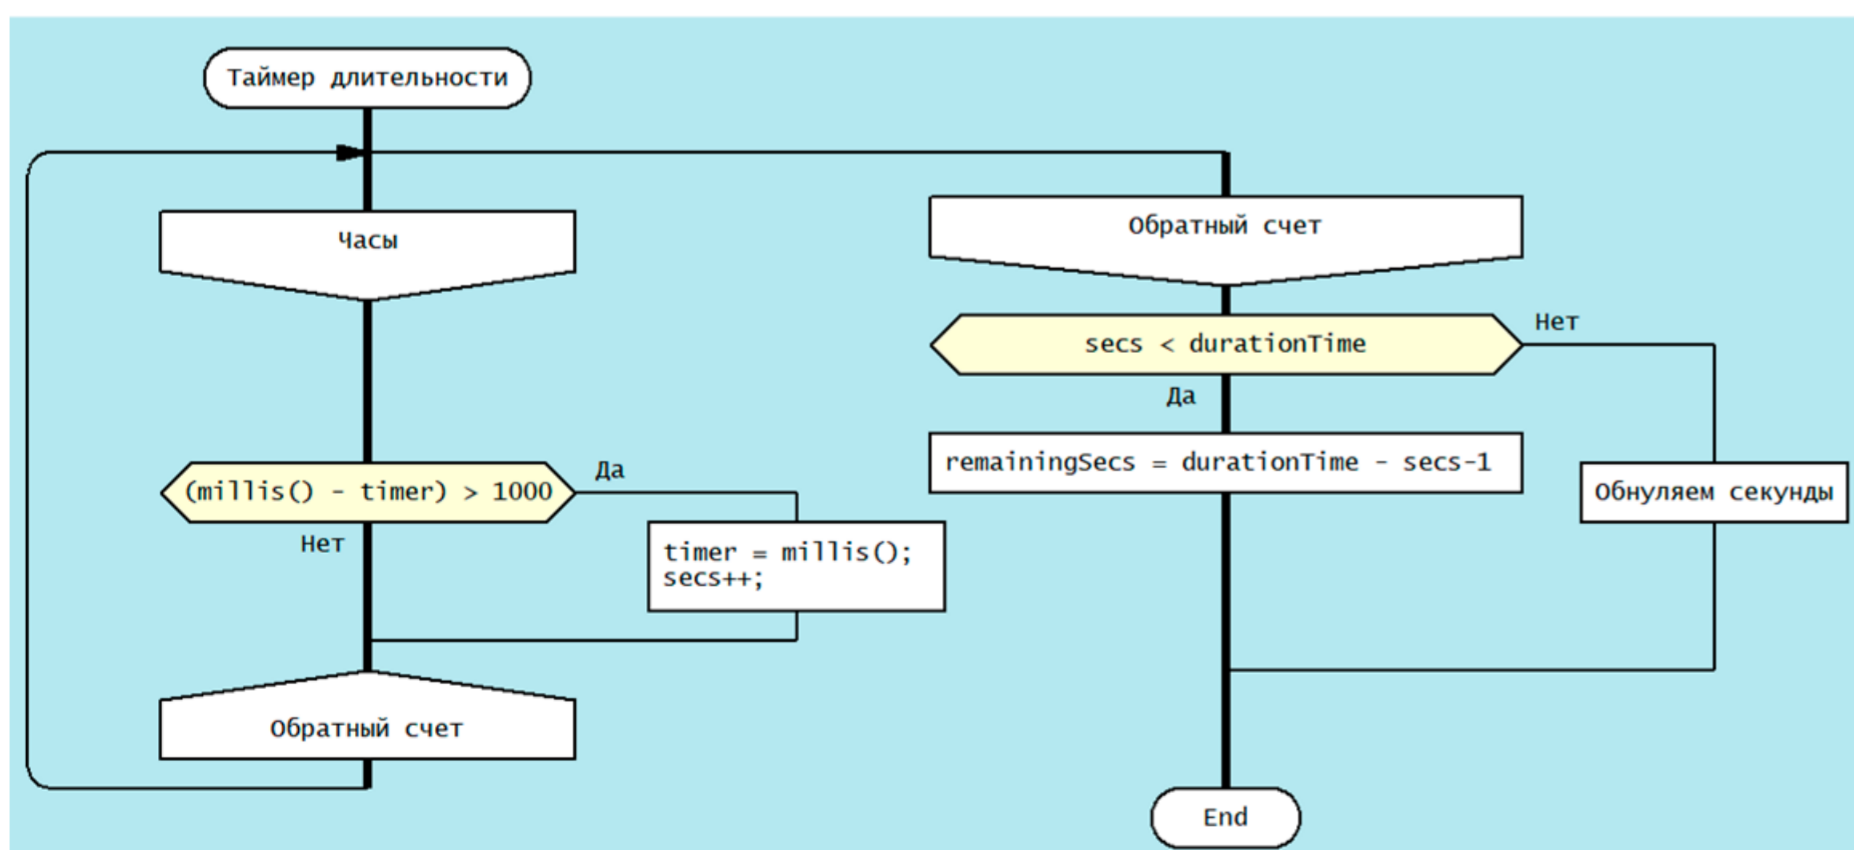 Таймер длительности
Часы
(millis() - timer) > 1000
Да
Нет
timer = millis();
secs++;
Обратный счет
Обратный счет
secs < durationTime
Нет
Да
remainingSecs = durationTime - secs-1
Обнуляем секунды
End